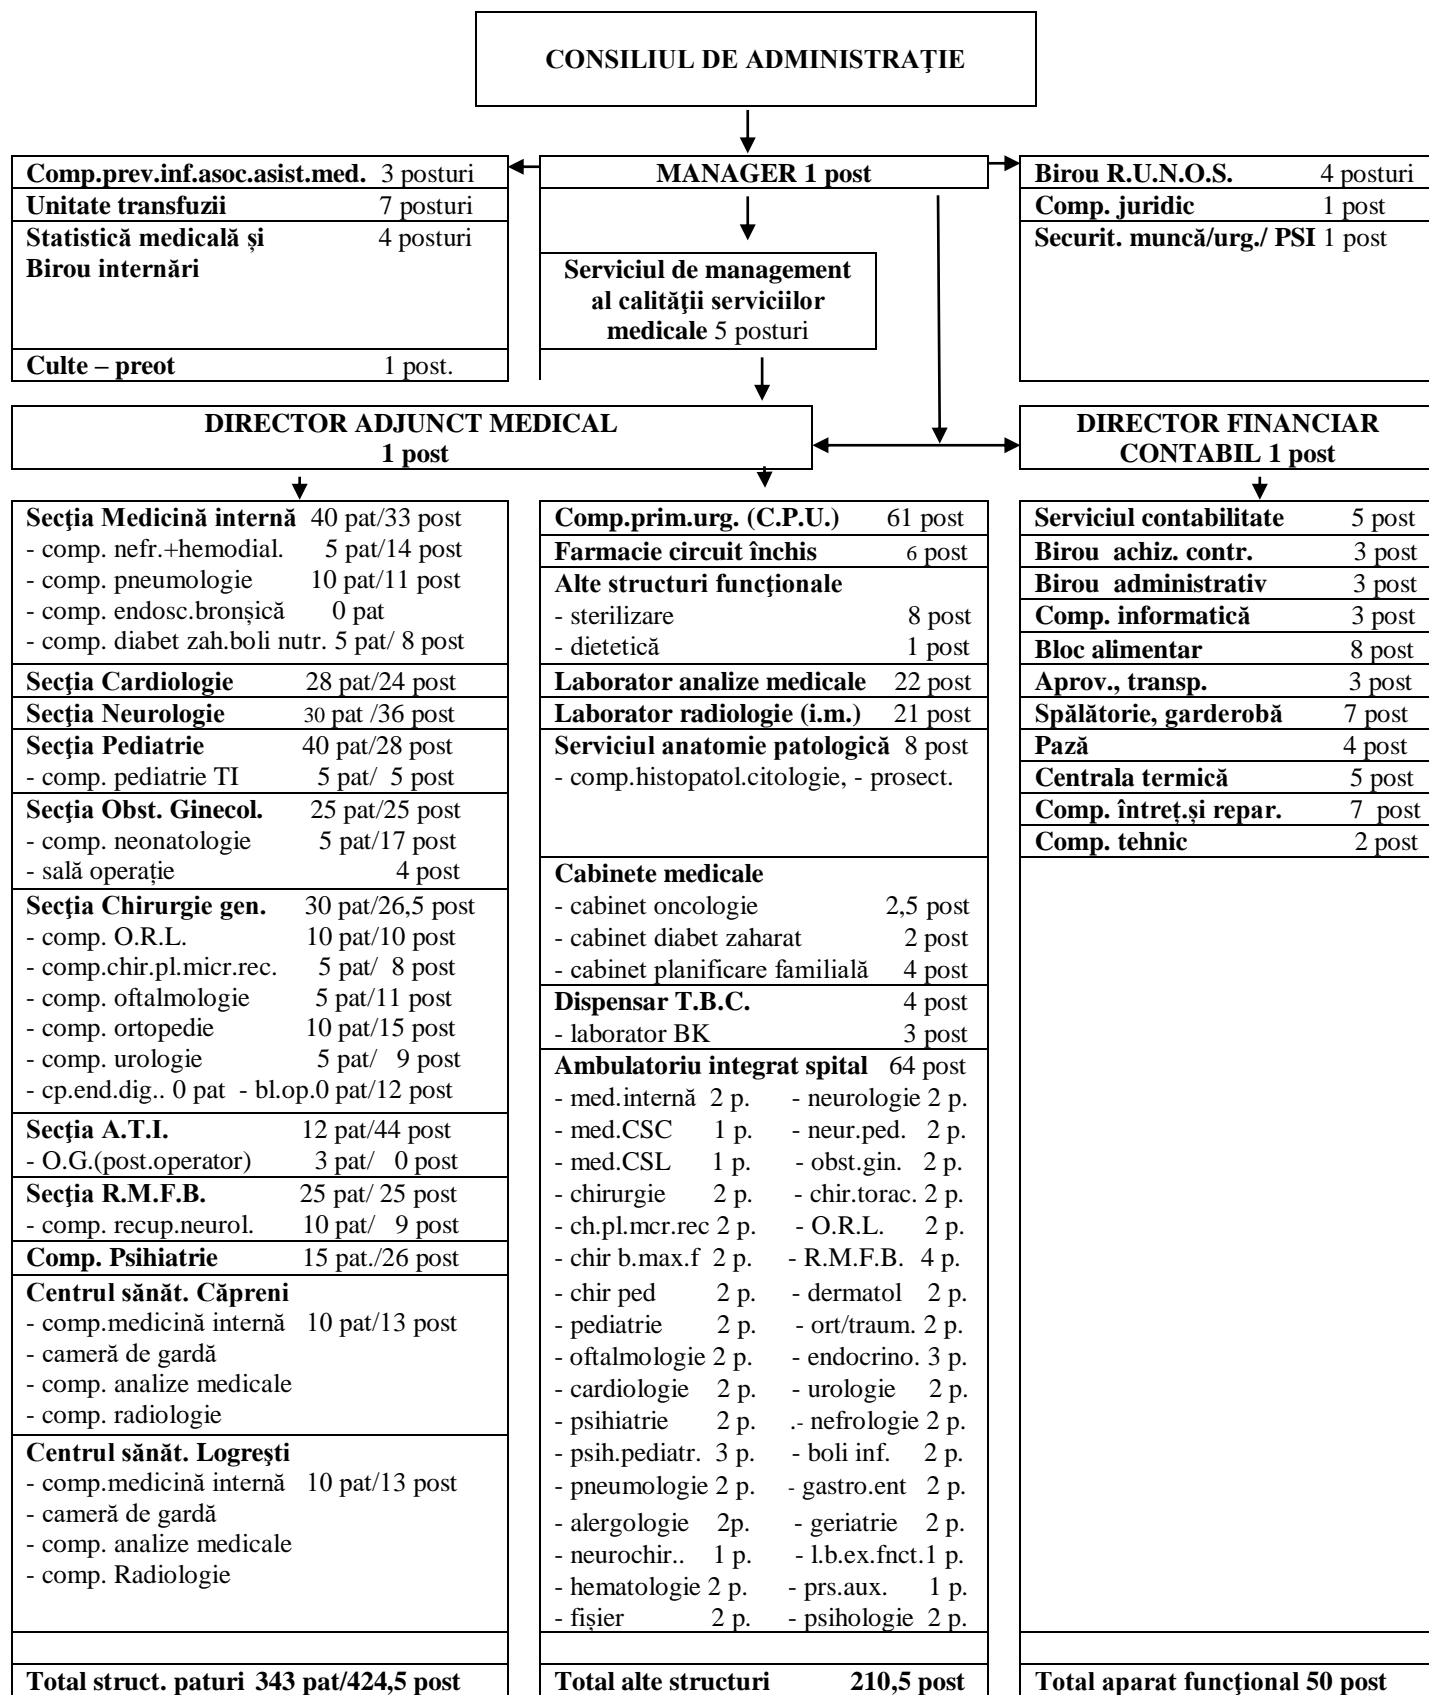 CONSILIUL DE ADMINISTRAŢIE
Comp.prev.inf.asoc.asist.med. 3 posturi
Unitate transfuzii 7 posturi
Statistică medicală și 4 posturi
Birou internări
Culte – preot 1 post.
MANAGER 1 post
Serviciul de management
al calităţii serviciilor
medicale 5 posturi
Birou R.U.N.O.S. 4 posturi
Comp. juridic 1 post
Securit. muncă/urg./ PSI 1 post
DIRECTOR ADJUNCT MEDICAL
1 post
DIRECTOR FINANCIAR
CONTABIL 1 post
Secţia Medicină internă 40 pat/33 post
- comp. nefr.+hemodial. 5 pat/14 post
- comp. pneumologie 10 pat/11 post
- comp. endosc.bronșică 0 pat
- comp. diabet zah.boli nutr. 5 pat/ 8 post
Secţia Cardiologie 28 pat/24 post
Secţia Neurologie 30 pat /36 post
Secţia Pediatrie 40 pat/28 post
- comp. pediatrie TI 5 pat/ 5 post
Secţia Obst. Ginecol. 25 pat/25 post
- comp. neonatologie 5 pat/17 post
- sală operație 4 post
Secţia Chirurgie gen. 30 pat/26,5 post
- comp. O.R.L. 10 pat/10 post
- comp.chir.pl.micr.rec. 5 pat/ 8 post
- comp. oftalmologie 5 pat/11 post
- comp. ortopedie 10 pat/15 post
- comp. urologie 5 pat/ 9 post
- cp.end.dig.. 0 pat - bl.op.0 pat/12 post
Secţia A.T.I. 12 pat/44 post
- O.G.(post.operator) 3 pat/ 0 post
Secţia R.M.F.B. 25 pat/ 25 post
- comp. recup.neurol. 10 pat/ 9 post
Comp. Psihiatrie 15 pat./26 post
Centrul sănăt. Căpreni
- comp.medicină internă 10 pat/13 post
- cameră de gardă
- comp. analize medicale
- comp. radiologie
Centrul sănăt. Logreşti
- comp.medicină internă 10 pat/13 post
- cameră de gardă
- comp. analize medicale
- comp. Radiologie
Total struct. paturi 343 pat/424,5 post
Comp.prim.urg. (C.P.U.) 61 post
Farmacie circuit închis 6 post
Alte structuri funcţionale
- sterilizare 8 post
- dietetică 1 post
Laborator analize medicale 22 post
Laborator radiologie (i.m.) 21 post
Serviciul anatomie patologică 8 post
- comp.histopatol.citologie, - prosect.
Cabinete medicale
- cabinet oncologie 2,5 post
- cabinet diabet zaharat 2 post
- cabinet planificare familială 4 post
Dispensar T.B.C. 4 post
- laborator BK 3 post
Ambulatoriu integrat spital 64 post
- med.internă 2 p. - neurologie 2 p.
- med.CSC 1 p. - neur.ped. 2 p.
- med.CSL 1 p. - obst.gin. 2 p.
- chirurgie 2 p. - chir.torac. 2 p.
- ch.pl.mcr.rec 2 p. - O.R.L. 2 p.
- chir b.max.f 2 p. - R.M.F.B. 4 p.
- chir ped 2 p. - dermatol 2 p.
- pediatrie 2 p. - ort/traum. 2 p.
- oftalmologie 2 p. - endocrino. 3 p.
- cardiologie 2 p. - urologie 2 p.
- psihiatrie 2 p. .- nefrologie 2 p.
- psih.pediatr. 3 p. - boli inf. 2 p.
- pneumologie 2 p. - gastro.ent 2 p.
- alergologie 2p. - geriatrie 2 p.
- neurochir.. 1 p. - l.b.ex.fnct.1 p.
- hematologie 2 p. - prs.aux. 1 p.
- fișier 2 p. - psihologie 2 p.
Total alte structuri 210,5 post
Serviciul contabilitate 5 post
Birou achiz. contr. 3 post
Birou administrativ 3 post
Comp. informatică 3 post
Bloc alimentar 8 post
Aprov., transp. 3 post
Spălătorie, garderobă 7 post
Pază 4 post
Centrala termică 5 post
Comp. întreț.și repar. 7 post
Comp. tehnic 2 post
Total aparat funcţional 50 post